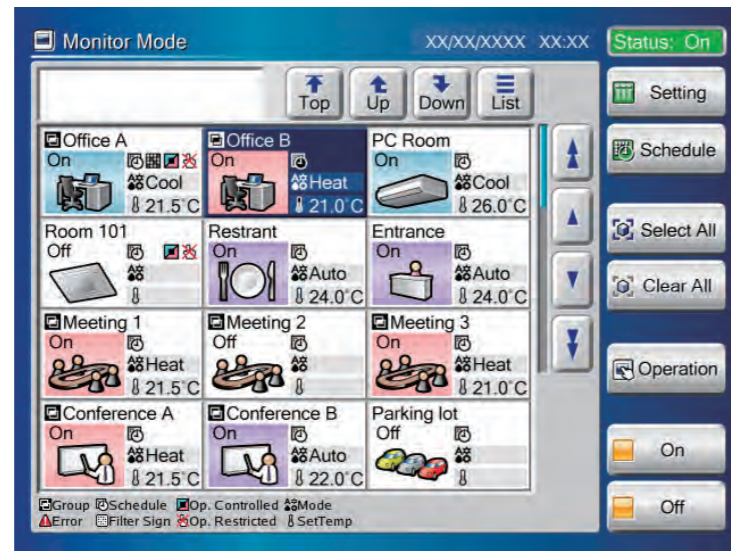 Monitor Mode XX/XX/XXXX XX:XX Status: On
Top Up Down List
Setting
Schedule
Select All
Clear All
Operation
On
Off
Office A Office B PC Room
On On On
Cool Heat Cool
21.5°C 21.0°C 26.0°C
Room 101 Restrant Entrance
Off On On
Auto Auto
24.0°C 24.0°C
Meeting 1 Meeting 2 Meeting 3
On Off On
Heat Heat
21.5°C 21.0°C
Conference A Conference B Parking lot
On On Off
Heat Auto
21.5°C 22.0°C
Group Schedule Op. Controlled Mode
Error Filter Sign Op. Restricted SetTemp